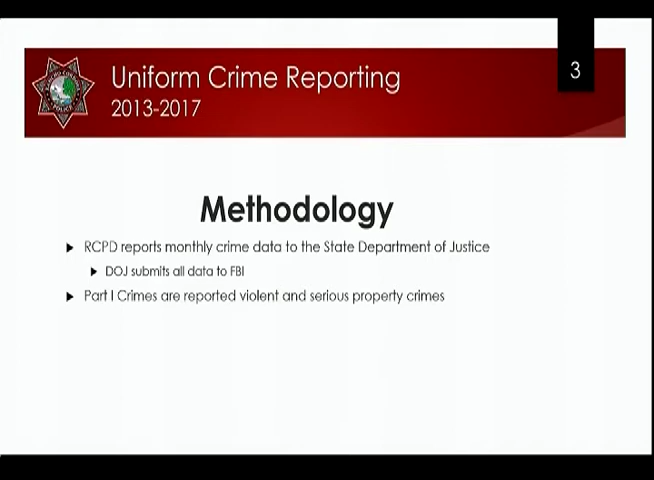 3
Uniform Crime Reporting
2013-2017
Methodology
RCPD reports monthly crime data to the State Department of Justice
DOJ submits all data to FBI
Part I Crimes are reported violent and serious property crimes